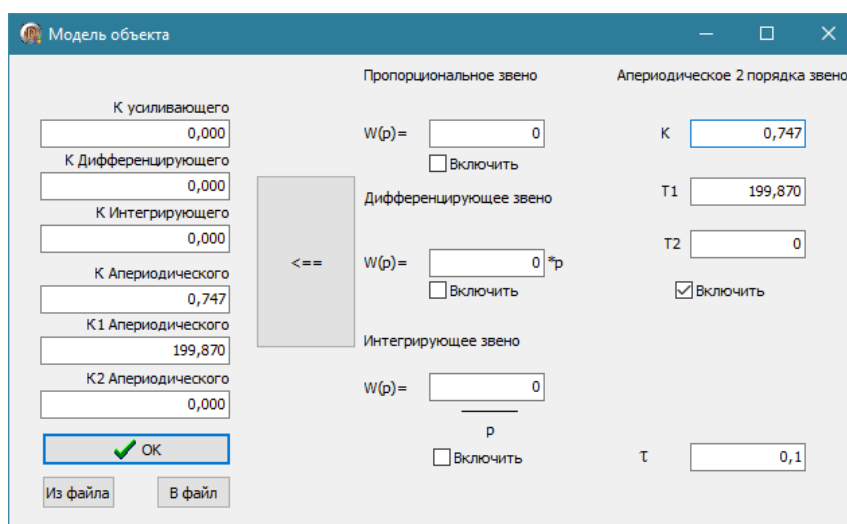 Модель объекта
К усиливающего
0,000
К Дифференцирующего
0,000
К Интегрирующего
0,000
К Апериодического
0,747
К1 Апериодического
199,870
К2 Апериодического
0,000
ОК
Из файла
В файл
<==
Пропорциональное звено
W(p)=
0
Включить
Дифференцирующее звено
W(p)=
0
*p
Включить
Интегрирующее звено
W(p)=
0
p
Включить
Апериодическое 2 порядка звено
К
0,747
T1
199,870
T2
0
Включить
τ
0,1